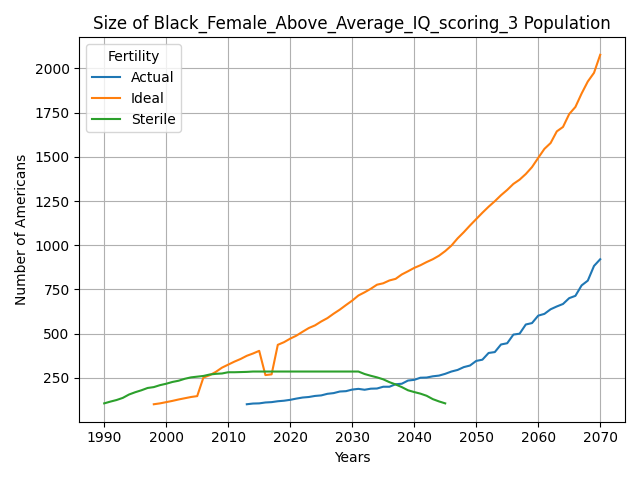 Size of Black_Female_Above_Average_IQ_scoring_3 Population
Fertility
Actual
Ideal
Sterile
Number of Americans
2000
1750
1500
1250
1000
750
500
250
1990 2000 2010 2020 2030 2040 2050 2060 2070
Years